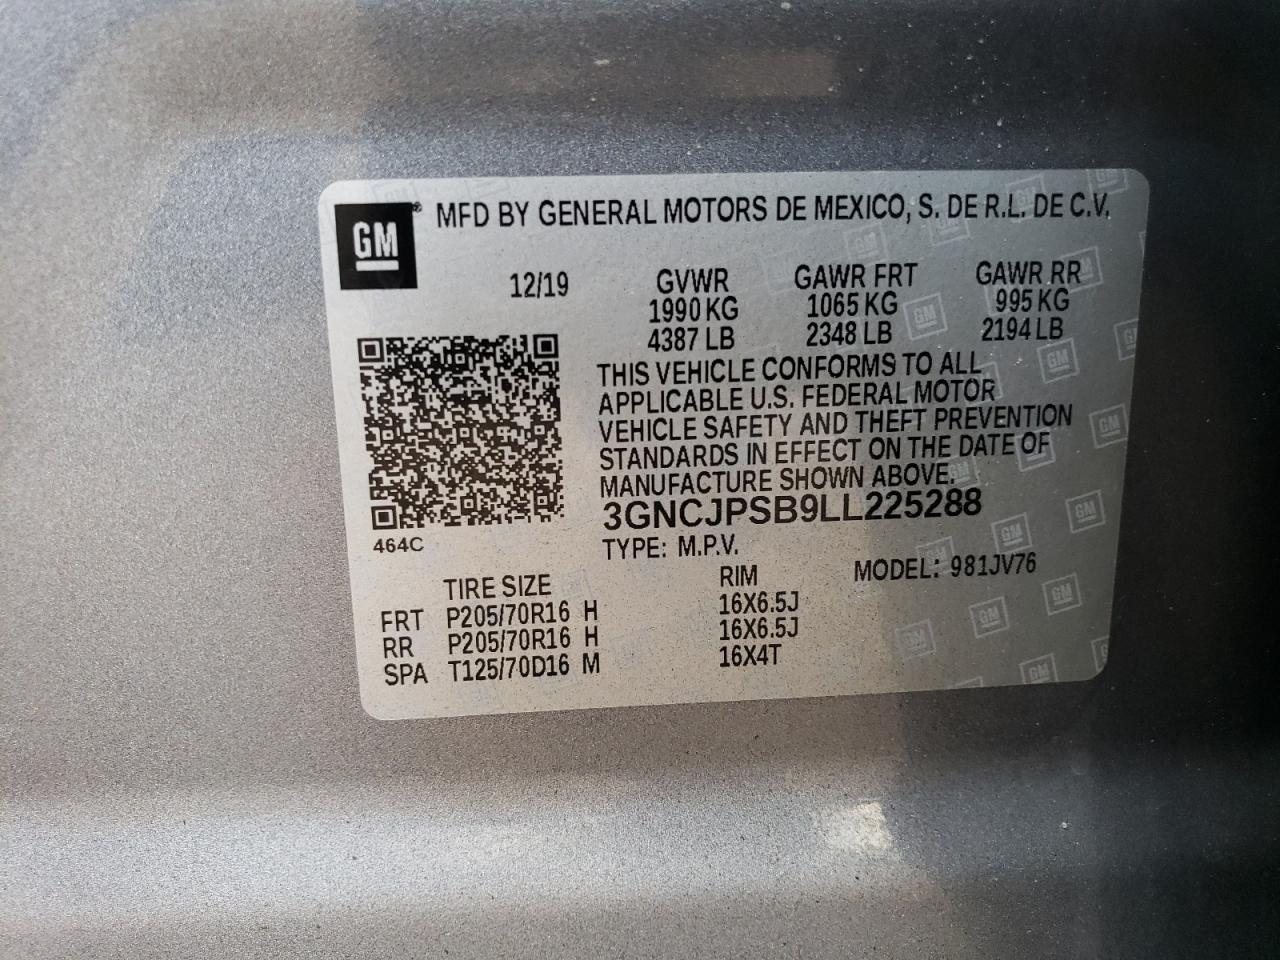 GM® MFD BY GENERAL MOTORS DE MEXICO, S. DE R.L. DE C.V.
12/19 GVWR GAWR FRT GAWR RR
1990 KG 1065 KG 995 KG
4387 LB 2348 LB 2194 LB
THIS VEHICLE CONFORMS TO ALL
APPLICABLE U.S. FEDERAL MOTOR
VEHICLE SAFETY AND THEFT PREVENTION
STANDARDS IN EFFECT ON THE DATE OF
MANUFACTURE SHOWN ABOVE.
3GNCJPSB9LL225288
464C
TYPE: M.P.V. MODEL: 981JV76
TIRE SIZE RIM
FRT P205/70R16 H 16X6.5J
RR P205/70R16 H 16X6.5J
SPA T125/70D16 M 16X4T